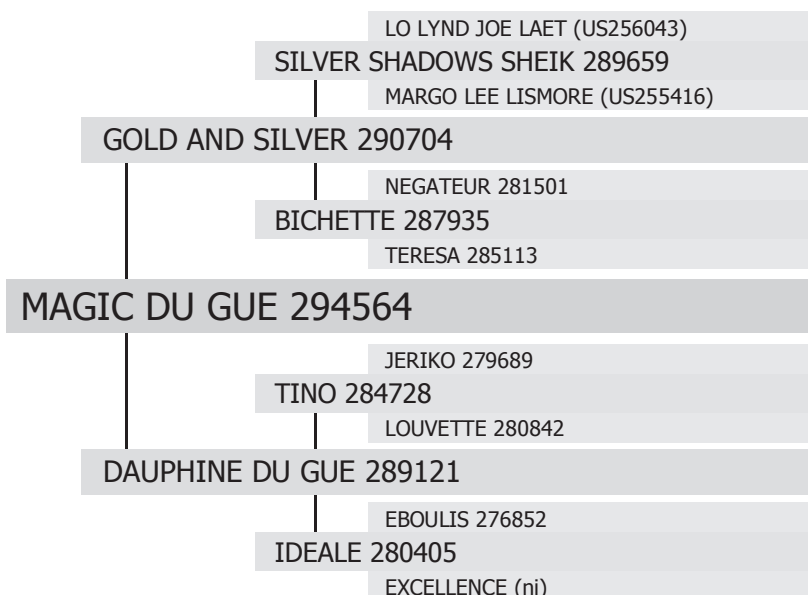 LO LYND JOE LAET (US256043)
SILVER SHADOWS SHEIK 289659
MARGO LEE LISMORE (US255416)
GOLD AND SILVER 290704
NEGATEUR 281501
BICHETTE 287935
TERESA 285113
MAGIC DU GUE 294564
JERIKO 279689
TINO 284728
LOUVETTE 280842
DAUPHINE DU GUE 289121
EBOULIS 276852
IDEALE 280405
EXCELLENCE (ni)